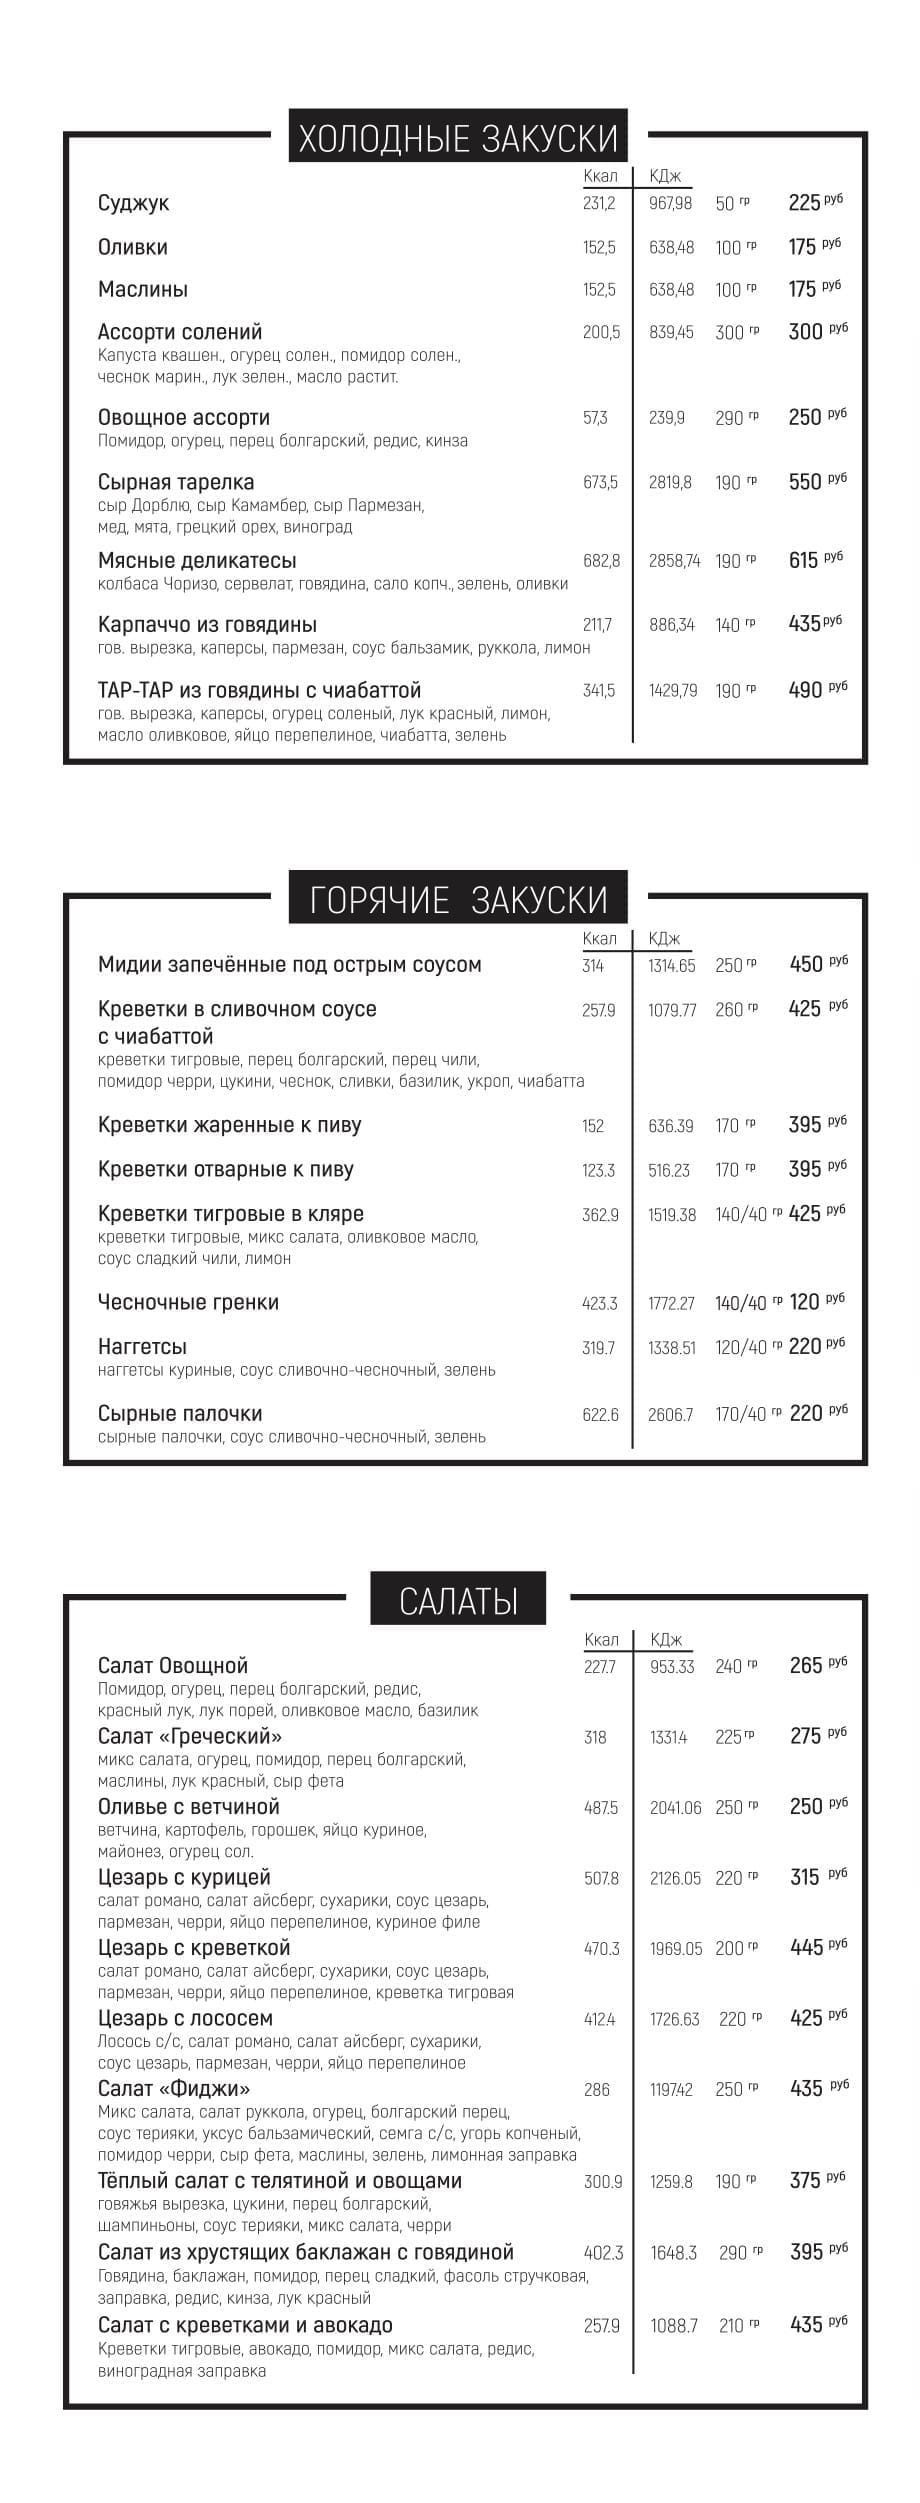 ХОЛОДНЫЕ ЗАКУСКИ
Ккал КДж
Суджук 231,2 967,98 50 гр 225 руб
Оливки 152,5 638,48 100 гр 175 руб
Маслины 152,5 638,48 100 гр 175 руб
Ассорти солений 200,5 839,45 300 гр 300 руб
Капуста квашен., огурец солен., помидор солен.,
чеснок марин., лук зелен., масло растит.
Овощное ассорти 57,3 239,9 290 гр 250 руб
Помидор, огурец, перец болгарский, редис, кинза
Сырная тарелка 673,5 2819,8 190 гр 550 руб
сыр Дорблю, сыр Камамбер, сыр Пармезан,
мед, мята, грецкий орех, виноград
Мясные деликатесы 682,8 2858,74 190 гр 615 руб
колбаса Чоризо, сервелат, говядина, сало копч., зелень, оливки
Карпаччо из говядины 211,7 886,34 140 гр 435 руб
гов. вырезка, каперсы, пармезан, соус бальзамик, руккола, лимон
ТАР-ТАР из говядины с чиабаттой 341,5 1429,79 190 гр 490 руб
гов. вырезка, каперсы, огурец соленый, лук красный, лимон,
масло оливковое, яйцо перепелиное, чиабатта, зелень
ГОРЯЧИЕ ЗАКУСКИ
Ккал КДж
Мидии запечённые под острым соусом 314 1314.65 250 гр 450 руб
Креветки в сливочном соусе 257.9 1079.77 260 гр 425 руб
с чиабаттой
креветки тигровые, перец болгарский, перец чили,
помидор черри, цукини, чеснок, сливки, базилик, укроп, чиабатта
Креветки жаренные к пиву 152 636.39 170 гр 395 руб
Креветки отварные к пиву 123.3 516.23 170 гр 395 руб
Креветки тигровые в кляре 362.9 1519.38 140/40 гр 425 руб
креветки тигровые, микс салата, оливковое масло,
соус сладкий чили, лимон
Чесночные гренки 423.3 1772.27 140/40 гр 120 руб
Наггетсы 319.7 1338.51 120/40 гр 220 руб
наггетсы куриные, соус сливочно-чесночный, зелень
Сырные палочки 622.6 2606.7 170/40 гр 220 руб
сырные палочки, соус сливочно-чесночный, зелень
САЛАТЫ
Ккал КДж
Салат Овощной 227.7 953.33 240 гр 265 руб
Помидор, огурец, перец болгарский, редис,
красный лук, лук порей, оливковое масло, базилик
Салат «Греческий» 318 1331.4 225 гр 275 руб
микс салата, огурец, помидор, перец болгарский,
маслины, лук красный, сыр фета
Оливье с ветчиной 487.5 2041.06 250 гр 250 руб
ветчина, картофель, горошек, яйцо куриное,
майонез, огурец сол.
Цезарь с курицей 507.8 2126.05 220 гр 315 руб
салат романо, салат айсберг, сухарики, соус цезарь,
пармезан, черри, яйцо перепелиное, куриное филе
Цезарь с креветкой 470.3 1969.05 200 гр 445 руб
салат романо, салат айсберг, сухарики, соус цезарь,
пармезан, черри, яйцо перепелиное, креветка тигровая
Цезарь с лососем 412.4 1726.63 220 гр 425 руб
Лосось с/с, салат романо, салат айсберг, сухарики,
соус цезарь, пармезан, черри, яйцо перепелиное
Салат «Фиджи» 286 1197.42 250 гр 435 руб
Микс салата, салат руккола, огурец, болгарский перец,
соус терияки, уксус бальзамический, семга с/с, угорь копченый,
помидор черри, сыр фета, маслины, зелень, лимонная заправка
Тёплый салат с телятиной и овощами 300.9 1259.8 190 гр 375 руб
говяжья вырезка, цукини, перец болгарский,
шампиньоны, соус терияки, микс салата, черри
Салат из хрустящих баклажан с говядиной 402.3 1648.3 290 гр 395 руб
Говядина, баклажан, помидор, перец сладкий, фасоль стручковая,
заправка, редис, кинза, лук красный
Салат с креветками и авокадо 257.9 1088.7 210 гр 435 руб
Креветки тигровые, авокадо, помидор, микс салата, редис,
виноградная заправка